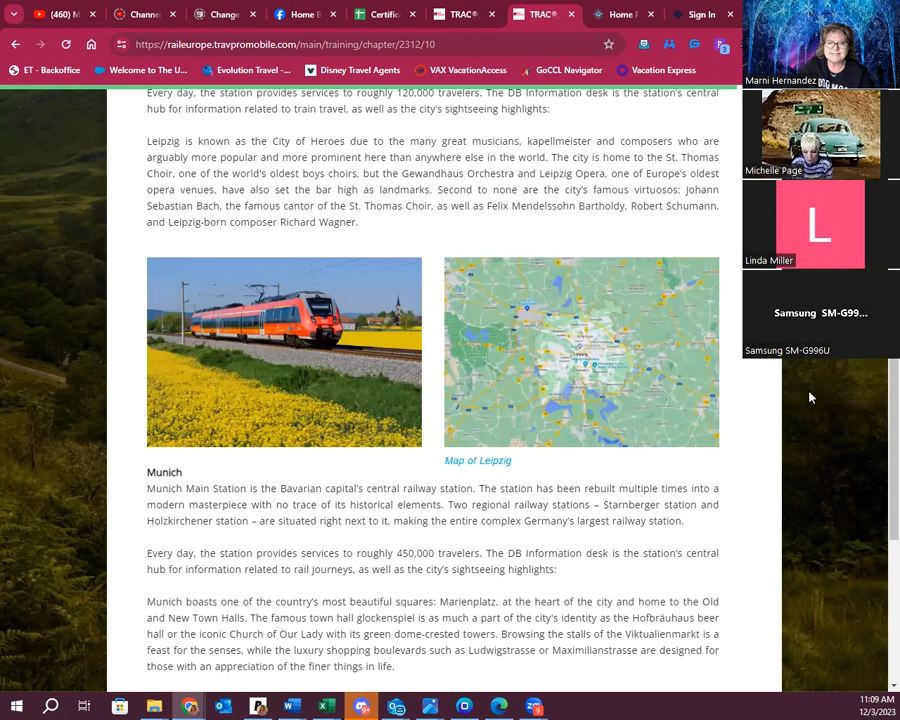 (460) M
Channel
Change
Home B
Certific
TRAC®
TRAC®
Home P
Sign In
https://raileurope.travpromobile.com/main/training/chapter/2312/10
3
ET - Backoffice
Welcome to The U...
Evolution Travel -...
Disney Travel Agents
VAX VacationAccess
GoCCL Navigator
Vacation Express
Every day, the station provides services to roughly 120,000 travelers. The DB Information desk is the station's central
hub for information related to train travel, as well as the city's sightseeing highlights:
Leipzig is known as the City of Heroes due to the many great musicians, kapellmeister and composers who are
arguably more popular and more prominent here than anywhere else in the world. The city is home to the St. Thomas
Choir, one of the world's oldest boys choirs, but the Gewandhaus Orchestra and Leipzig Opera, one of Europe's oldest
opera venues, have also set the bar high as landmarks. Second to none are the city's famous virtuosos: Johann
Sebastian Bach, the famous cantor of the St. Thomas Choir, as well as Felix Mendelssohn Bartholdy, Robert Schumann,
and Leipzig-born composer Richard Wagner.
Leipzig
Map of Leipzig
Munich
Munich Main Station is the Bavarian capital's central railway station. The station has been rebuilt multiple times into a
modern masterpiece with no trace of its historical elements. Two regional railway stations – Starnberger station and
Holzkirchener station – are situated right next to it, making the entire complex Germany's largest railway station.
Every day, the station provides services to roughly 450,000 travelers. The DB Information desk is the station's central
hub for information related to rail journeys, as well as the city's sightseeing highlights:
Munich boasts one of the country's most beautiful squares: Marienplatz, at the heart of the city and home to the Old
and New Town Halls. The famous town hall glockenspiel is as much a part of the city's identity as the Hofbräuhaus beer
hall or the iconic Church of Our Lady with its green dome-crested towers. Browsing the stalls of the Viktualienmarkt is a
feast for the senses, while the luxury shopping boulevards such as Ludwigstrasse or Maximilianstrasse are designed for
those with an appreciation of the finer things in life.
Marni Hernandez
Michelle Page
L
Linda Miller
Samsung SM-G99...
Samsung SM-G996U
11:09 AM
12/3/2023